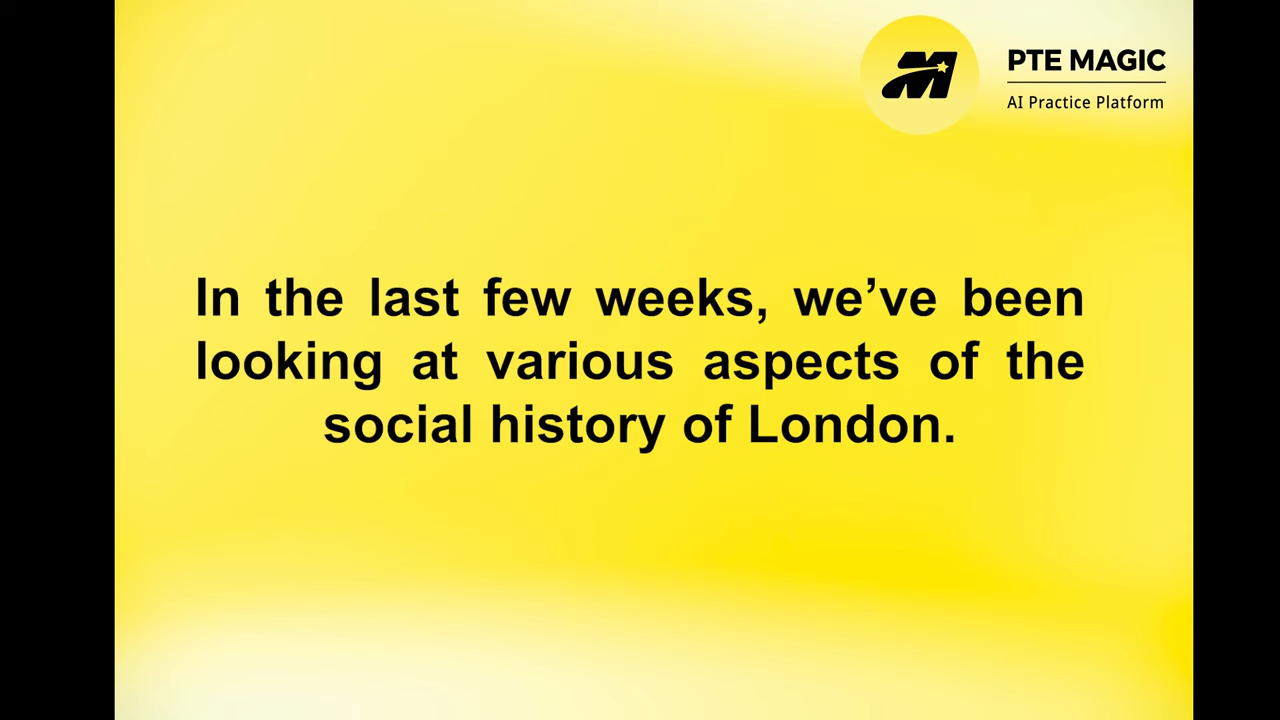 PTE MAGIC
AI Practice Platform
In the last few weeks, we’ve been
looking at various aspects of the
social history of London.